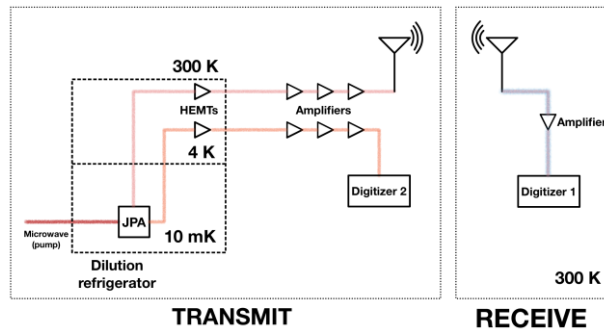 300 K
HEMTs
Amplifiers
4 K
Digitizer 2
JPA
Microwave
(pump)
10 mK
Dilution
refrigerator
TRANSMIT
Amplifier
Digitizer 1
300 K
RECEIVE